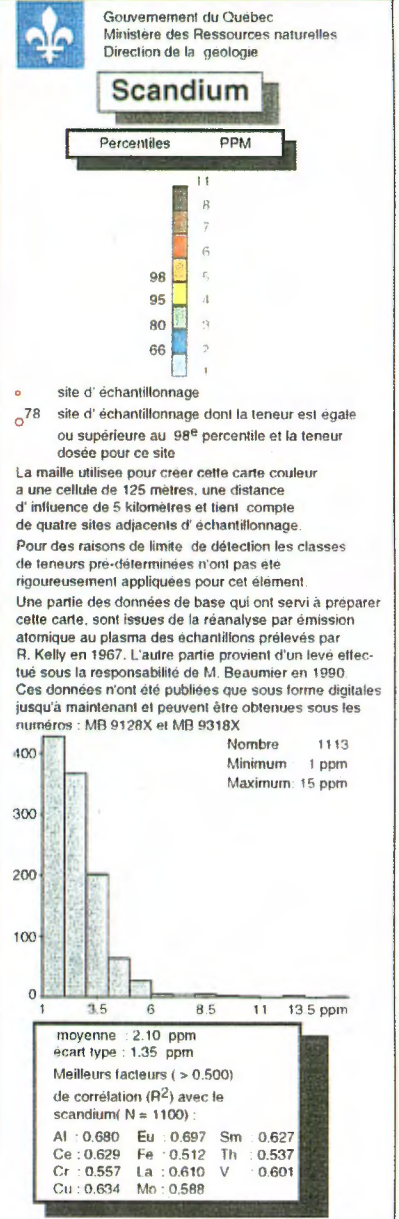 Gouvernement du Québec
Ministère des Ressources naturelles
Direction de la geologie
Scandium
Percentiles PPM
11
8
7
6
98 5
95 4
80 3
66 2
1
site d' échantillonnage
78 site d' échantillonnage dont la teneur est égale
ou supérieure au 98e percentile et la teneur
dosée pour ce site
La maille utilisee pour creer cette carte couleur
a une cellule de 125 mètres, une distance
d' influence de 5 kilomètres et tient compte
de quatre sites adjacents d' échantillonnage.
Pour des raisons de limite de détection les classes
de teneurs pré-déterminées n'ont pas été
rigoureusement appliquées pour cet élément.
Une partie des données de base qui ont servi à préparer
cette carte, sont issues de la réanalyse par émission
atomique au plasma des échantillons prélevés par
R. Kelly en 1967. L'autre partie provient d'un levé effec-
tué sous la responsabilité de M. Beaumier en 1990.
Ces données n'ont été publiées que sous forme digitales
jusqu'à maintenant et peuvent être obtenues sous les
numéros : MB 9128X et MB 9318X
Nombre 1113
Minimum 1 ppm
Maximum: 15 ppm
400
300
200
100
0
1 3.5 6 8.5 11 13.5 ppm
moyenne : 2.10 ppm
écart type : 1.35 ppm
Meilleurs facteurs ( > 0.500)
de corrélation (R2) avec le
scandium( N = 1100) :
Al : 0.680 Eu : 0.697 Sm : 0.627
Ce : 0.629 Fe : 0.512 Th : 0.537
Cr : 0.557 La : 0.610 V : 0.601
Cu : 0.634 Mo : 0.588